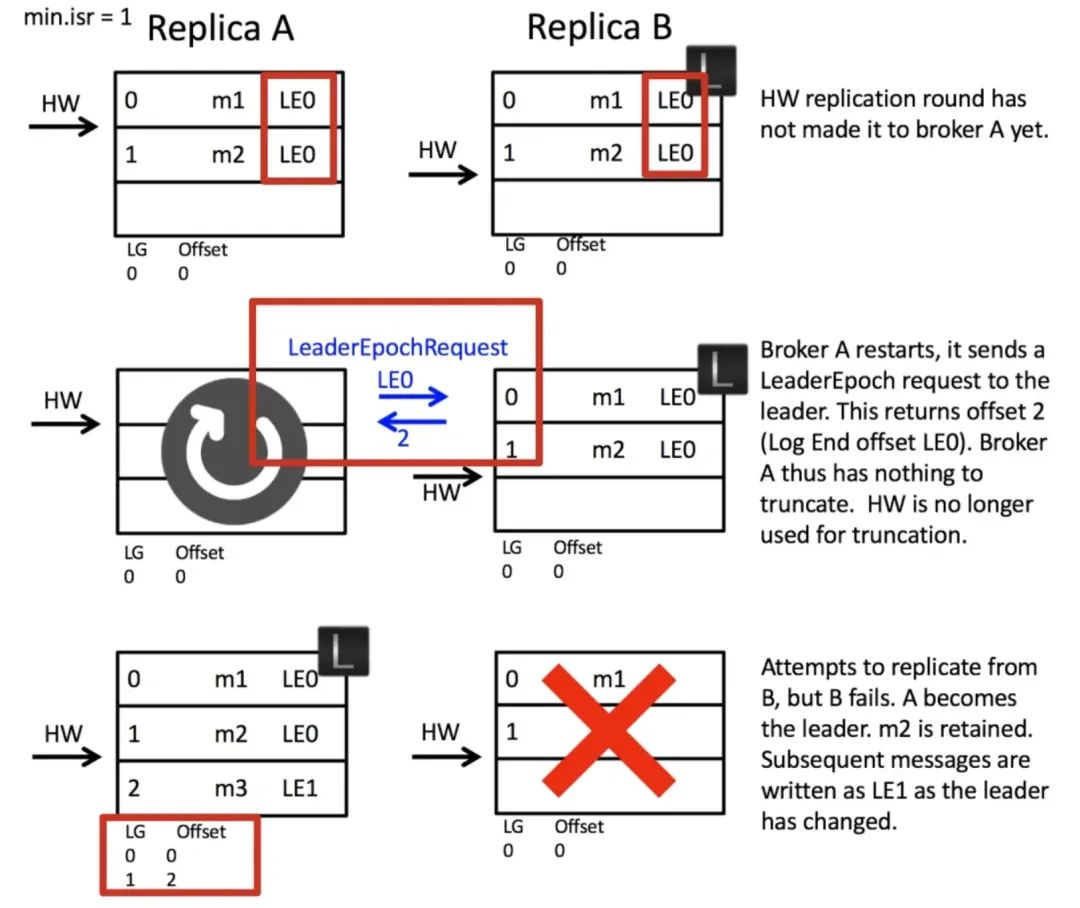 min.isr = 1
Replica A
Replica B
L
HW
0 m1 LE0
1 m2 LE0
LG Offset
0 0
HW
0 m1 LE0
1 m2 LE0
LG Offset
0 0
HW replication round has
not made it to broker A yet.
HW
LG Offset
0 0
LeaderEpochRequest
LE0
2
HW
L
0 m1 LE0
1 m2 LE0
LG Offset
0 0
Broker A restarts, it sends a
LeaderEpoch request to the
leader. This returns offset 2
(Log End offset LE0). Broker
A thus has nothing to
truncate. HW is no longer
used for truncation.
L
HW
0 m1 LE0
1 m2 LE0
2 m3 LE1
LG Offset
0 0
1 2
HW
0 m1
1
LG Offset
0 0
Attempts to replicate from
B, but B fails. A becomes
the leader. m2 is retained.
Subsequent messages are
written as LE1 as the leader
has changed.